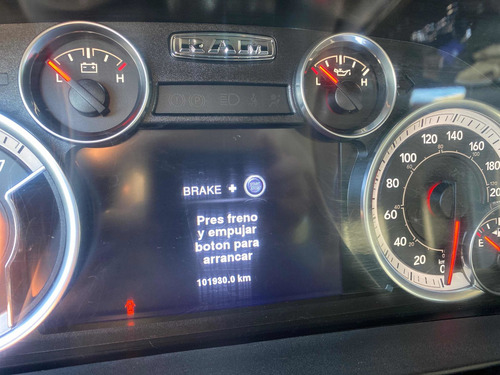 RAM
L H
L H
BRAKE +
Pres freno
y empujar
boton para
arrancar
101930.0 km
180
160
140
120
100
80
60
40
20
200
E